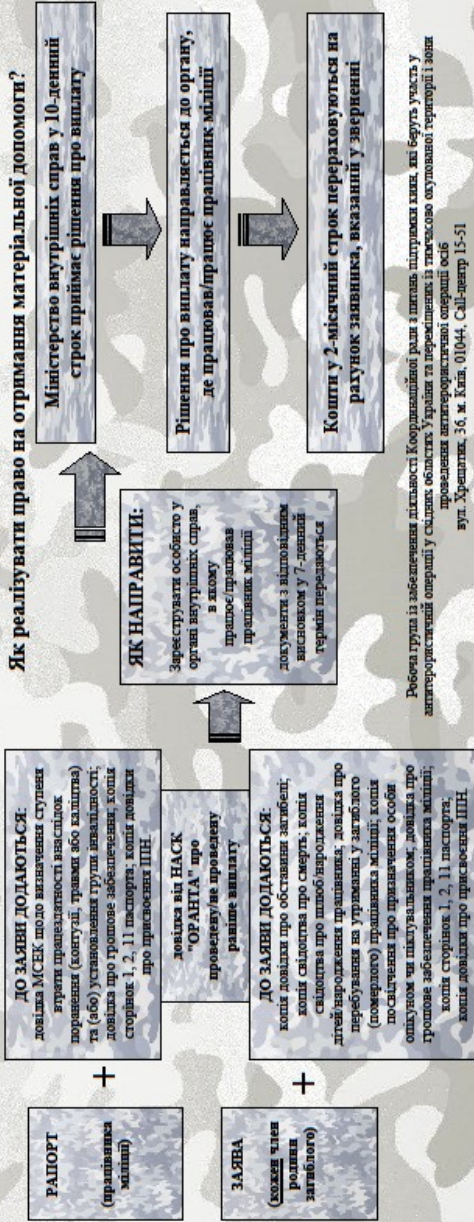 Як реалізувати право на отримання матеріальної допомоги?
РАПОРТ
(працівника
міліції)
+
ДО ЗАЯВИ ДОДАЮТЬСЯ:
довідка МСЕК щодо визначення ступеня
втрати працездатності внаслідок
поранення (контузії, травми або каліцтва)
та (або) установлення групи інвалідності;
довідка про грошове забезпечення; копія
сторінок 1, 2, 11 паспорта; копія довідки
про присвоєння ІПН
довідка від НАСК
"ОРАНТА" про
проведену/не проведену
раніше виплату
ЗАЯВА
(кожен член
родини
загиблого)
+
ДО ЗАЯВИ ДОДАЮТЬСЯ:
копія довідки про обставини загибелі;
копія свідоцтва про смерть; копія
свідоцтва про шлюб/народження
дітей/народження працівника; довідка про
перебування на утриманні у загиблого
(померлого) працівника міліції; копія
посвідчення про призначення особи
опікуном чи піклувальником; довідка про
грошове забезпечення працівника міліції;
копія сторінок 1, 2, 11 паспорта;
копія довідки про присвоєння ІПН.
ЯК НАПРАВИТИ:
Зареєструвати особисто у
органі внутрішніх справ,
в якому
працює/працював
працівник міліції
документи з відповідним
висновком у 7-денний
термін передаються
Міністерство внутрішніх справ у 10-денний
строк приймає рішення про виплату
Рішення про виплату направляється до органу,
де працював/працює працівник міліції
Кошти у 2-місячний строк перераховуються на
рахунок заявника, вказаний у зверненні
Робоча група із забезпечення діяльності Координаційної ради з питань підтримки киян, які беруть участь у
антитерористичній операції у східних областях України та переміщених із тимчасово окупованої території і зони
проведення антитерористичної операції осіб
вул. Хрещатик, 36, м. Київ, 01044 Call-центр 15-51